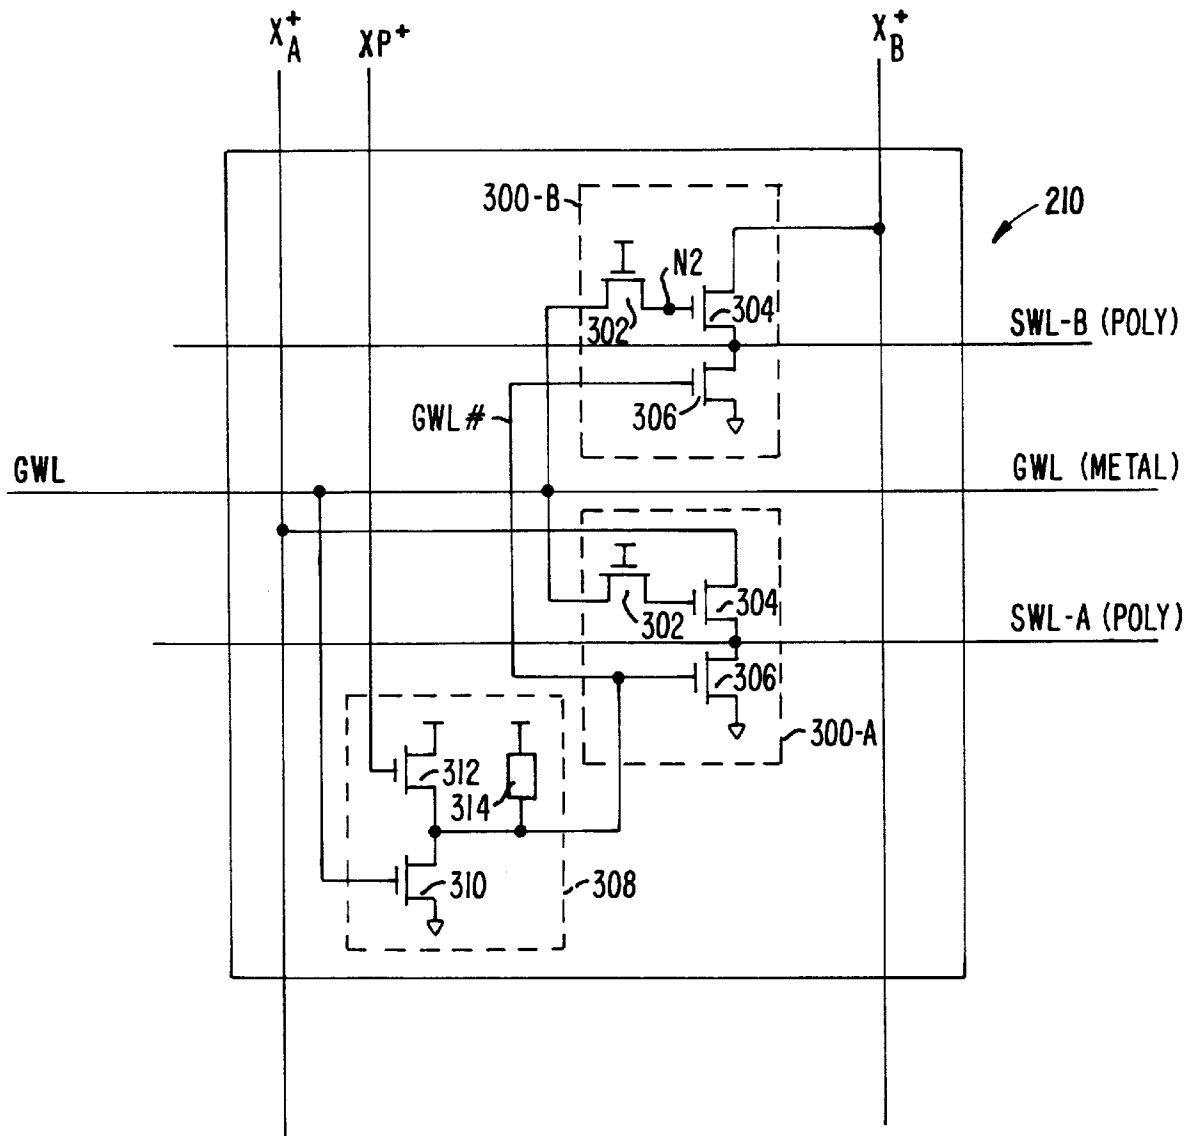 X+A XP+ X+B
300-B
210
N2
304
302
SWL-B (POLY)
306
GWL#
GWL
GWL (METAL)
304
302
SWL-A (POLY)
306
300-A
312
314
310
308